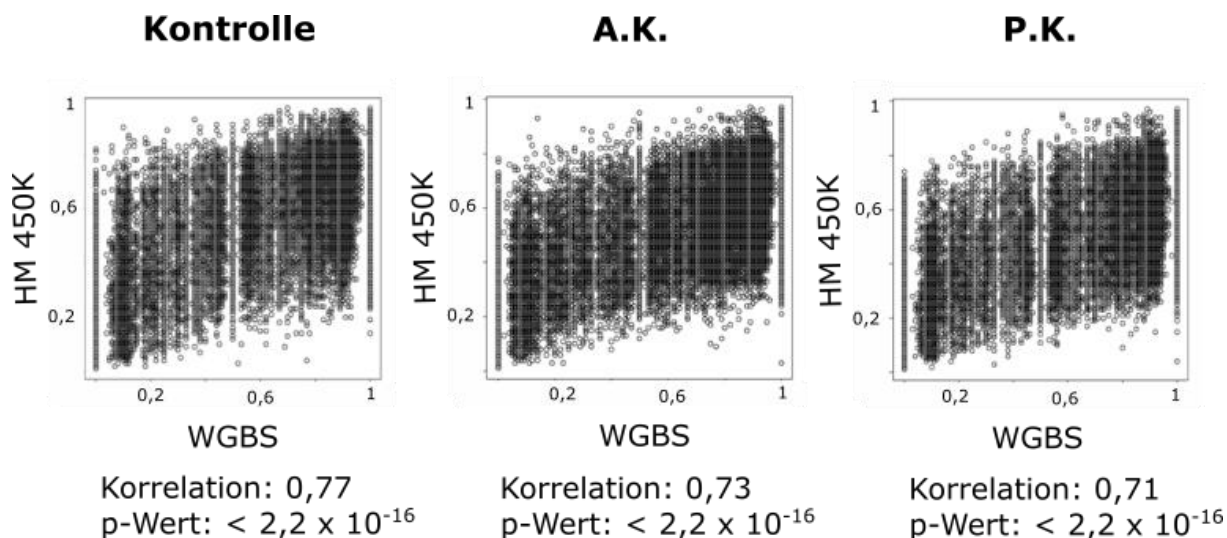 Kontrolle
A.K.
P.K.
HM 450K
1
0,6
0,2
0,2
0,6
1
WGBS
Korrelation: 0,77
p-Wert: < 2,2 x 10⁻¹⁶
HM 450K
1
0,6
0,2
0,2
0,6
1
WGBS
Korrelation: 0,73
p-Wert: < 2,2 x 10⁻¹⁶
HM 450K
1
0,6
0,2
0,2
0,6
1
WGBS
Korrelation: 0,71
p-Wert: < 2,2 x 10⁻¹⁶